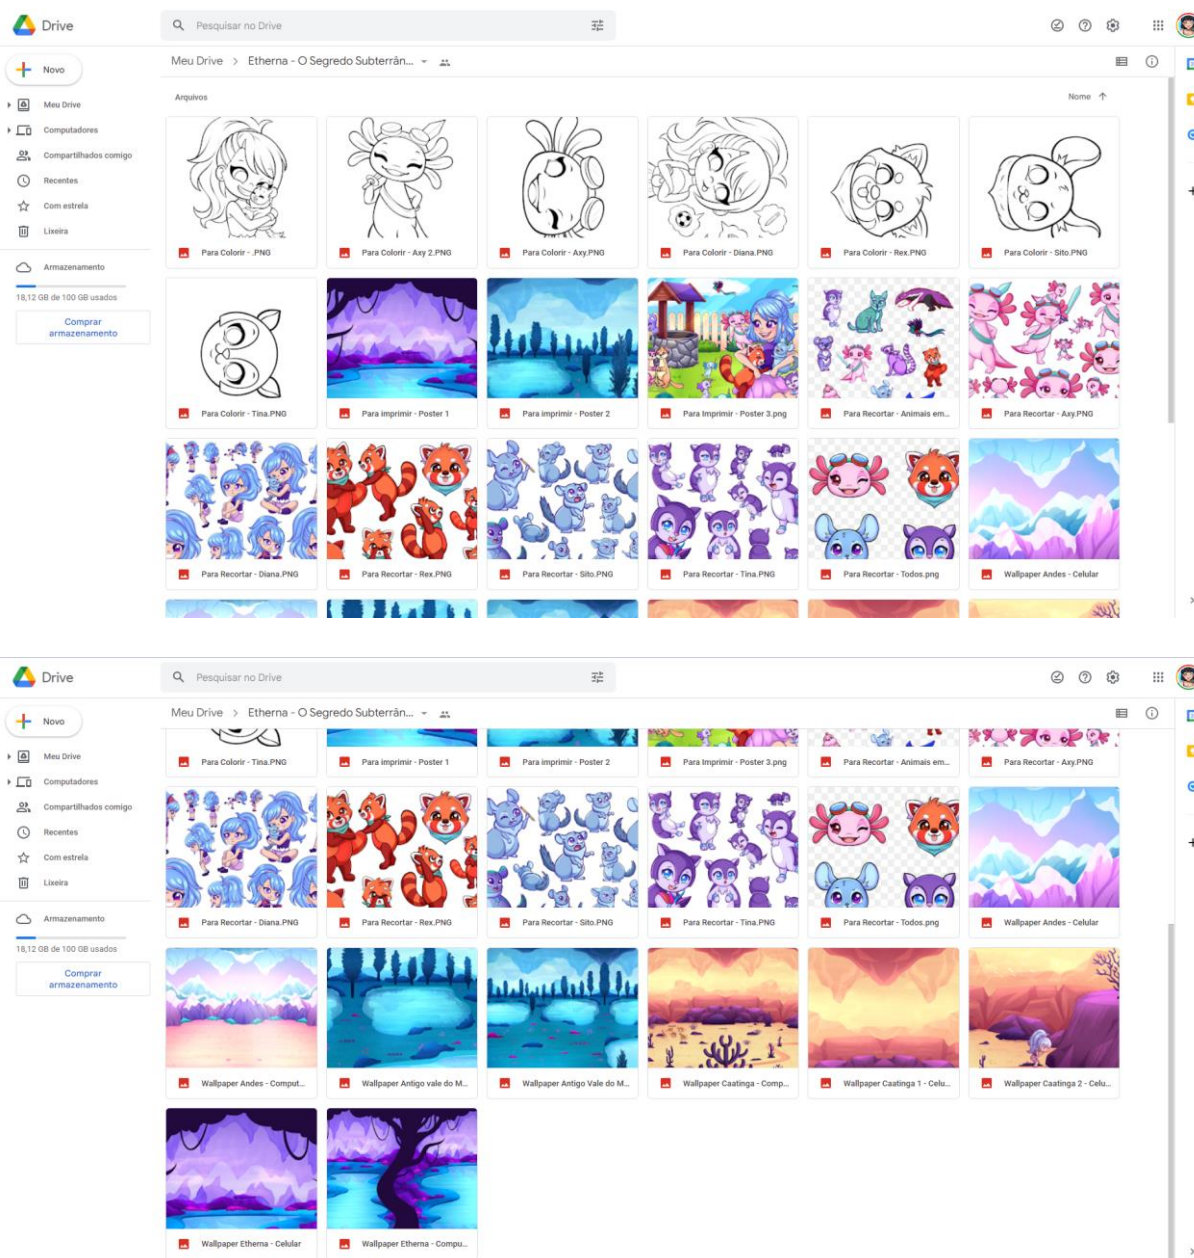 Drive
Pesquisar no Drive
Novo
Meu Drive > Etherna - O Segredo Subterrân...
Meu Drive
Computadores
Compartilhados comigo
Recentes
Com estrela
Lixeira
Armazenamento
18,12 GB de 100 GB usados
Comprar
armazenamento
Arquivos
Nome
Para Colorir - .PNG
Para Colorir - Axy 2.PNG
Para Colorir - Axy.PNG
Para Colorir - Diana.PNG
Para Colorir - Rex.PNG
Para Colorir - Sito.PNG
Para Colorir - Tina.PNG
Para imprimir - Poster 1
Para imprimir - Poster 2
Para Imprimir - Poster 3.png
Para Recortar - Animais em...
Para Recortar - Axy.PNG
Para Recortar - Diana.PNG
Para Recortar - Rex.PNG
Para Recortar - Sito.PNG
Para Recortar - Tina.PNG
Para Recortar - Todos.png
Wallpaper Andes - Celular
Drive
Pesquisar no Drive
Novo
Meu Drive > Etherna - O Segredo Subterrân...
Meu Drive
Computadores
Compartilhados comigo
Recentes
Com estrela
Lixeira
Armazenamento
18,12 GB de 100 GB usados
Comprar
armazenamento
Para Colorir - Tina.PNG
Para imprimir - Poster 1
Para imprimir - Poster 2
Para Imprimir - Poster 3.png
Para Recortar - Animais em...
Para Recortar - Axy.PNG
Para Recortar - Diana.PNG
Para Recortar - Rex.PNG
Para Recortar - Sito.PNG
Para Recortar - Tina.PNG
Para Recortar - Todos.png
Wallpaper Andes - Celular
Wallpaper Andes - Comput...
Wallpaper Antigo vale do M...
Wallpaper Antigo Vale do M...
Wallpaper Caatinga - Comp...
Wallpaper Caatinga 1 - Celu...
Wallpaper Caatinga 2 - Celu...
Wallpaper Etherna - Celular
Wallpaper Etherna - Compu...